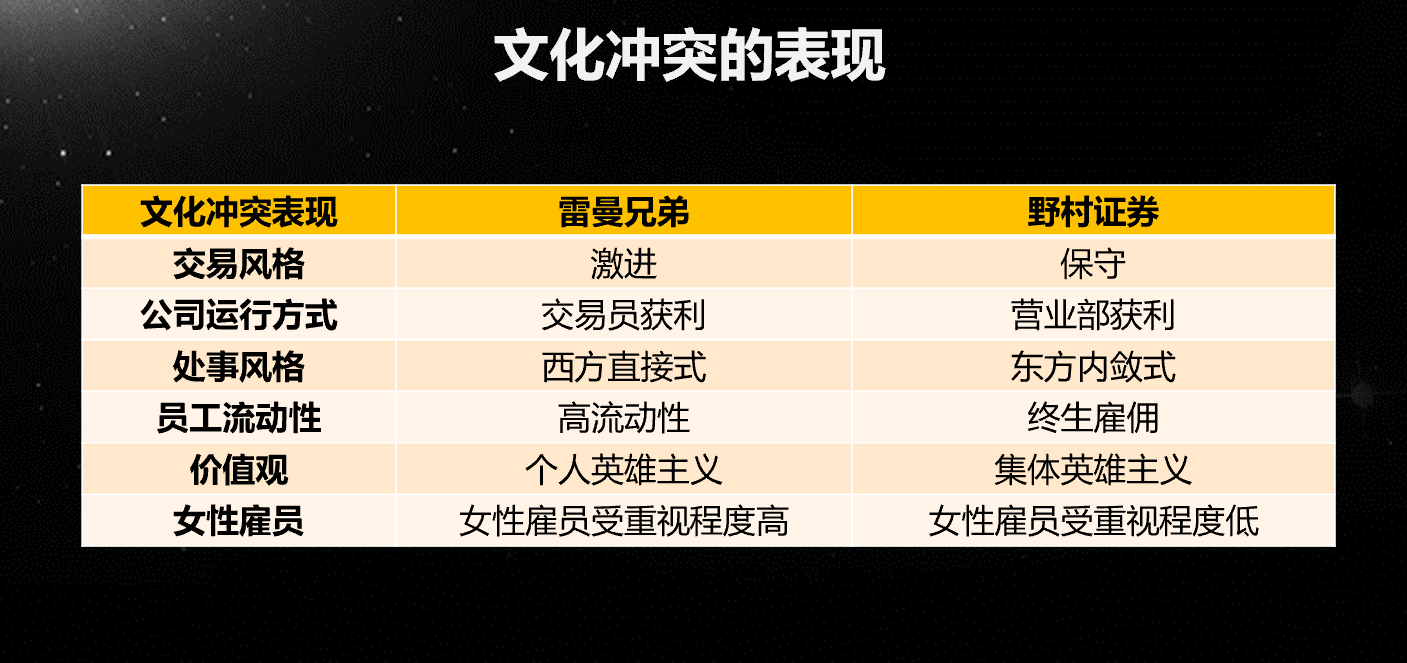 文化冲突的表现
文化冲突表现 雷曼兄弟 野村证券
交易风格 激进 保守
公司运行方式 交易员获利 营业部获利
处事风格 西方直接式 东方内敛式
员工流动性 高流动性 终生雇佣
价值观 个人英雄主义 集体英雄主义
女性雇员 女性雇员受重视程度高 女性雇员受重视程度低